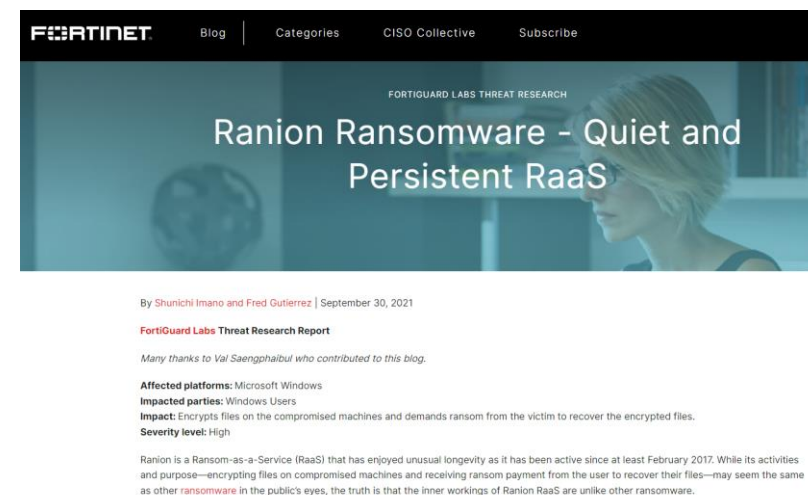 FORTINET
Blog
Categories
CISO Collective
Subscribe
FORTIGUARD LABS THREAT RESEARCH
Ranion Ransomware - Quiet and
Persistent RaaS
By Shunichi Imano and Fred Gutierrez | September 30, 2021
FortiGuard Labs Threat Research Report
Many thanks to Val Saengphaibul who contributed to this blog.
Affected platforms: Microsoft Windows
Impacted parties: Windows Users
Impact: Encrypts files on the compromised machines and demands ransom from the victim to recover the encrypted files.
Severity level: High
Ranion is a Ransom-as-a-Service (RaaS) that has enjoyed unusual longevity as it has been active since at least February 2017. While its activities
and purpose—encrypting files on compromised machines and receiving ransom payment from the user to recover their files—may seem the same
as other ransomware in the public's eyes, the truth is that the inner workings of Ranion RaaS are unlike other ransomware.